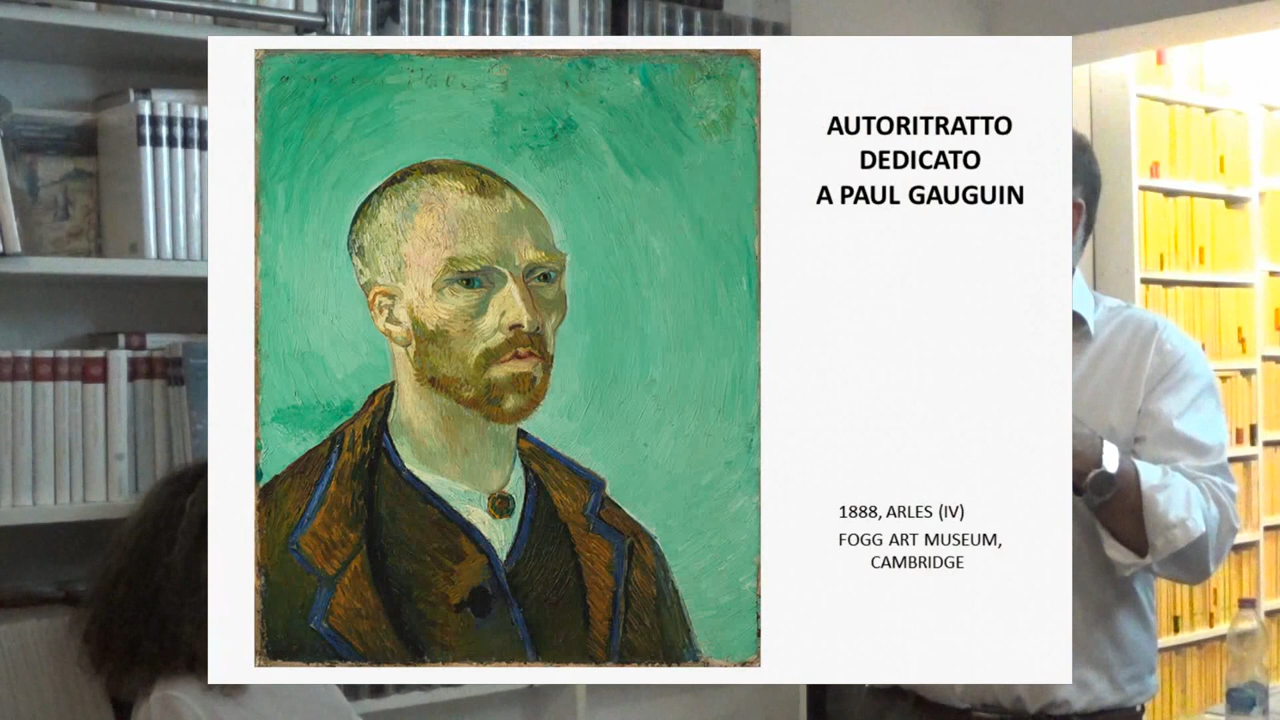 AUTORITRATTO
DEDICATO
A PAUL GAUGUIN
1888, ARLES (IV)
FOGG ART MUSEUM,
CAMBRIDGE